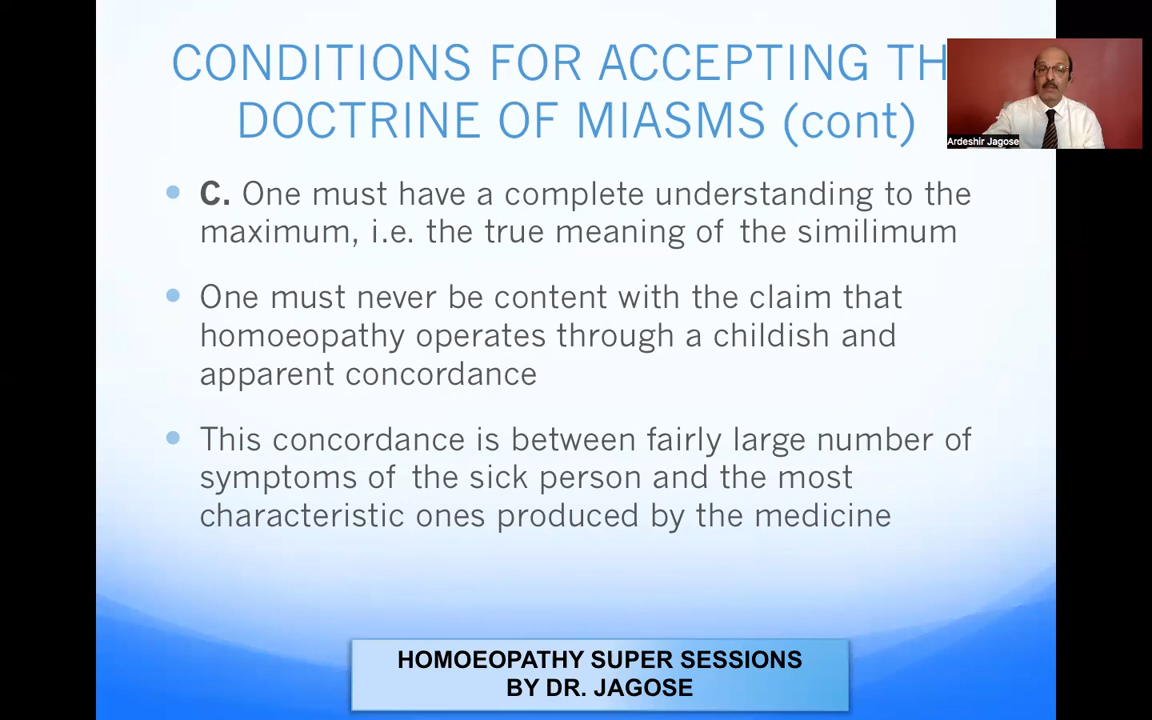 CONDITIONS FOR ACCEPTING TH
DOCTRINE OF MIASMS (cont)
Ardeshir Jagose
• C. One must have a complete understanding to the
maximum, i.e. the true meaning of the similimum
• One must never be content with the claim that
homoeopathy operates through a childish and
apparent concordance
• This concordance is between fairly large number of
symptoms of the sick person and the most
characteristic ones produced by the medicine
HOMOEOPATHY SUPER SESSIONS
BY DR. JAGOSE